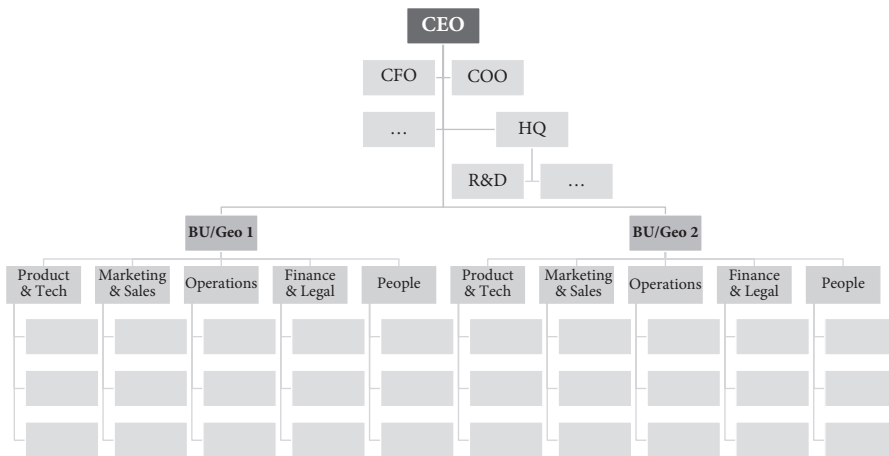 CEO
CFO
COO
...
HQ
R&D
...
BU/Geo 1
BU/Geo 2
Product
& Tech
Marketing
& Sales
Operations
Finance
& Legal
People
Product
& Tech
Marketing
& Sales
Operations
Finance
& Legal
People